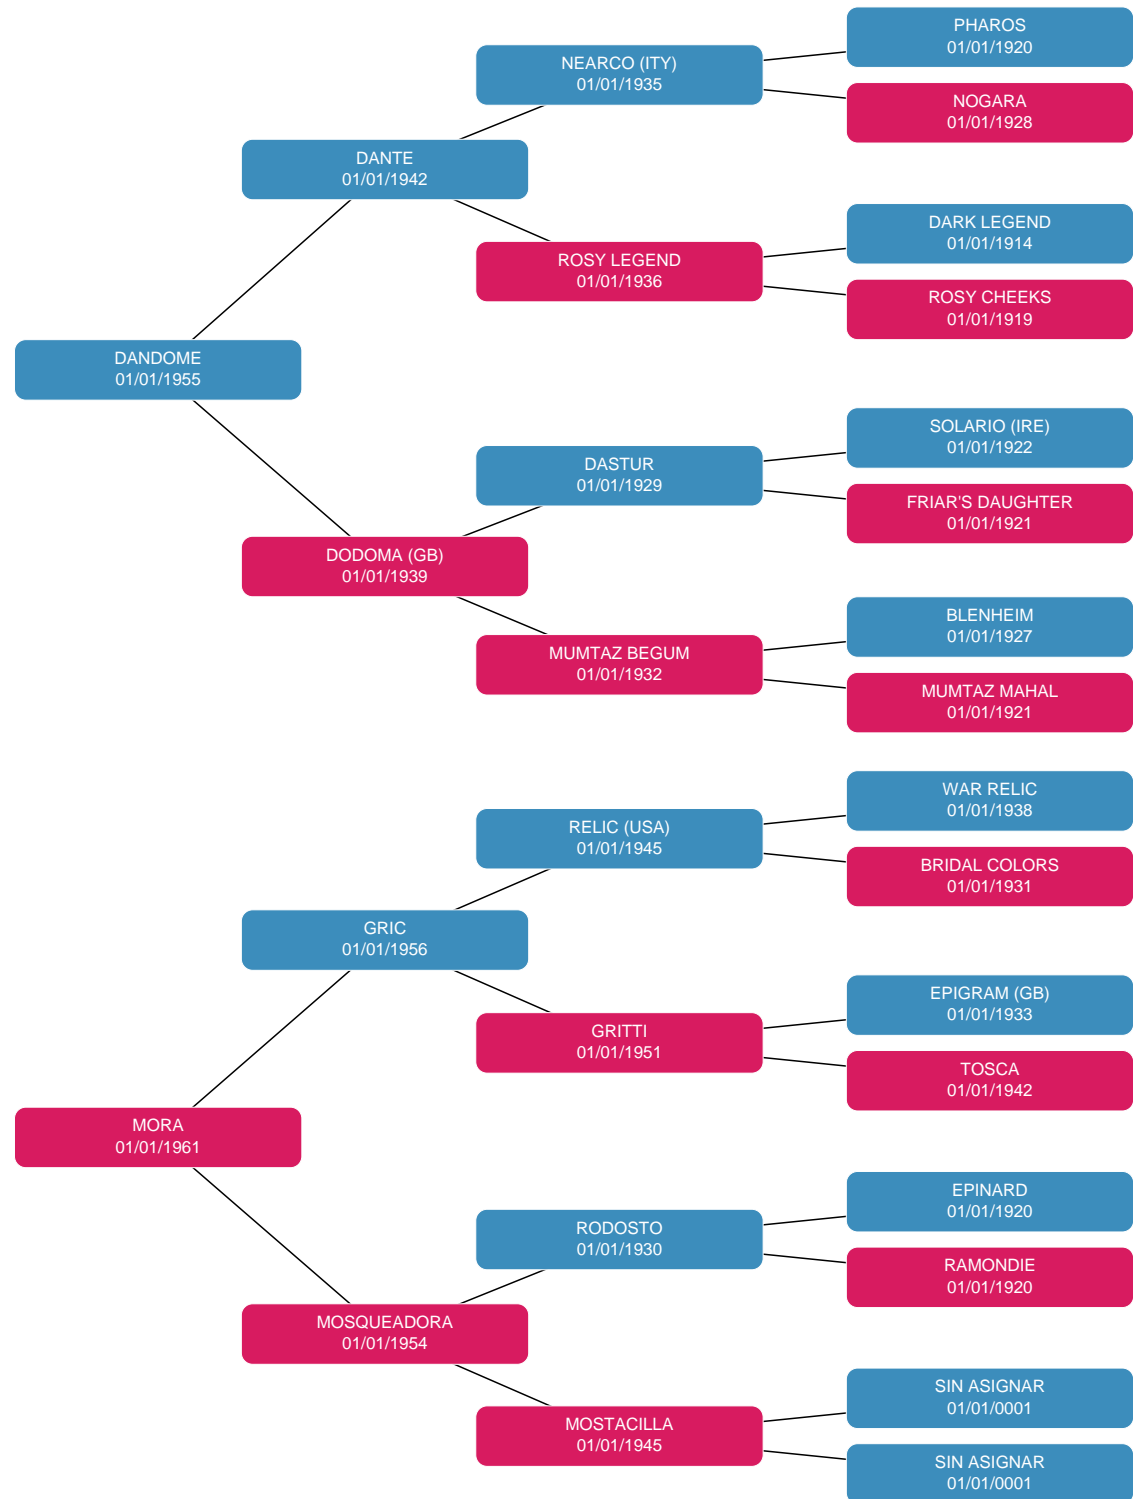 PHAROS
01/01/1920
NEARCO (ITY)
01/01/1935
NOGARA
01/01/1928
DANTE
01/01/1942
DARK LEGEND
01/01/1914
ROSY LEGEND
01/01/1936
ROSY CHEEKS
01/01/1919
DANDOME
01/01/1955
SOLARIO (IRE)
01/01/1922
DASTUR
01/01/1929
FRIAR'S DAUGHTER
01/01/1921
DODOMA (GB)
01/01/1939
BLENHEIM
01/01/1927
MUMTAZ BEGUM
01/01/1932
MUMTAZ MAHAL
01/01/1921
WAR RELIC
01/01/1938
RELIC (USA)
01/01/1945
BRIDAL COLORS
01/01/1931
GRIC
01/01/1956
EPIGRAM (GB)
01/01/1933
GRITTI
01/01/1951
TOSCA
01/01/1942
MORA
01/01/1961
EPINARD
01/01/1920
RODOSTO
01/01/1930
RAMONDIE
01/01/1920
MOSQUEADORA
01/01/1954
SIN ASIGNAR
01/01/0001
MOSTACILLA
01/01/1945
SIN ASIGNAR
01/01/0001